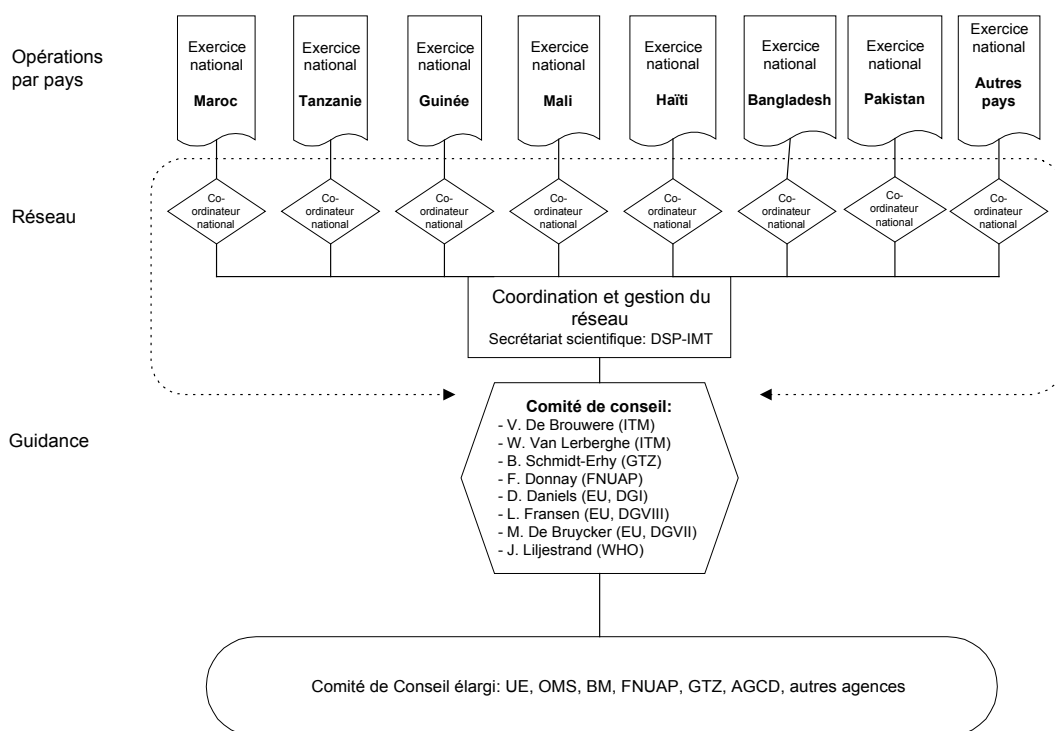 Opérations
par pays
Exercice
national
Maroc
Exercice
national
Tanzanie
Exercice
national
Guinée
Exercice
national
Mali
Exercice
national
Haïti
Exercice
national
Bangladesh
Exercice
national
Pakistan
Exercice
national
Autres
pays
Réseau
Co-
ordinateur
national
Co-
ordinateur
national
Co-
ordinateur
national
Co-
ordinateur
national
Co-
ordinateur
national
Co-
ordinateur
national
Co-
ordinateur
national
Co-
ordinateur
national
Coordination et gestion du
réseau
Secrétariat scientifique: DSP-IMT
Guidance
Comité de conseil:
- V. De Brouwere (ITM)
- W. Van Lerberghe (ITM)
- B. Schmidt-Erhy (GTZ)
- F. Donnay (FNUAP)
- D. Daniels (EU, DGI)
- L. Fransen (EU, DGVIII)
- M. De Bruycker (EU, DGVII)
- J. Liljestrand (WHO)
Comité de Conseil élargi: UE, OMS, BM, FNUAP, GTZ, AGCD, autres agences